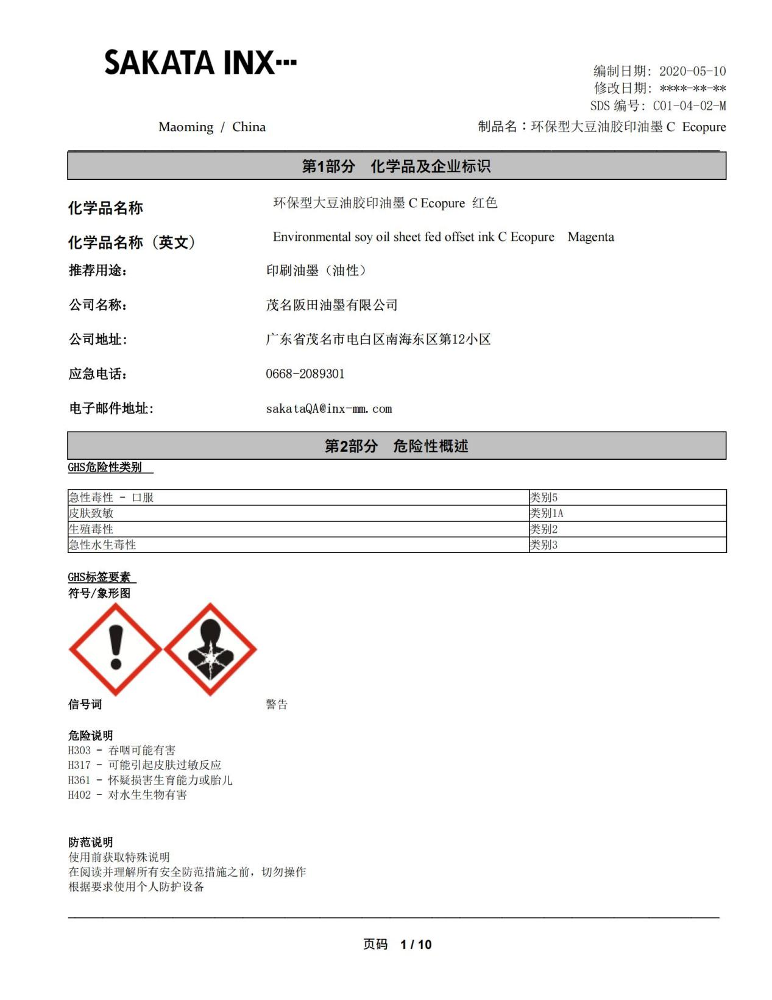 SAKATA INX
编制日期: 2020-05-10
修改日期: ****-**-**
SDS 编号: C01-04-02-M
Maoming / China 制品名：环保型大豆油胶印油墨 C Ecopure
第1部分 化学品及企业标识
化学品名称 环保型大豆油胶印油墨 C Ecopure 红色
化学品名称（英文） Environmental soy oil sheet fed offset ink C Ecopure Magenta
推荐用途: 印刷油墨（油性）
公司名称: 茂名阪田油墨有限公司
公司地址: 广东省茂名市电白区南海东区第12小区
应急电话: 0668-2089301
电子邮件地址: sakataQA@inx-mm.com
第2部分 危险性概述
GHS危险性类别
急性毒性 - 口服 类别5
皮肤致敏 类别1A
生殖毒性 类别2
急性水生毒性 类别3
GHS标签要素
符号/象形图
信号词 警告
危险说明
H303 - 吞咽可能有害
H317 - 可能引起皮肤过敏反应
H361 - 怀疑损害生育能力或胎儿
H402 - 对水生生物有害
防范说明
使用前获取特殊说明
在阅读并理解所有安全防范措施之前，切勿操作
根据要求使用个人防护设备
页码 1 / 10